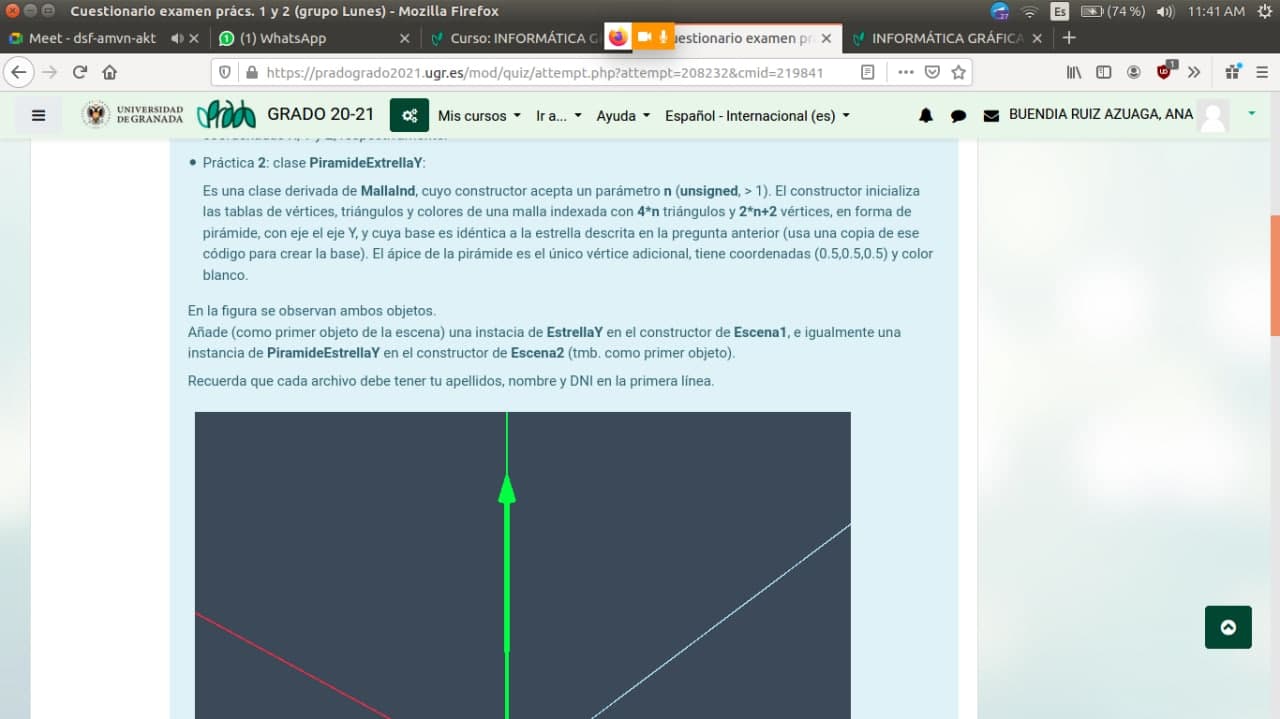 Cuestionario examen prács. 1 y 2 (grupo Lunes) - Mozilla Firefox
27 Es (74 %) 11:41 AM
Meet - dsf-amvn-akt
(1) WhatsApp
Curso: INFORMÁTICA G
estionario examen pr
INFORMÁTICA GRÁFICA
https://pradogrado2021.ugr.es/mod/quiz/attempt.php?attempt=208232&cmid=219841
UNIVERSIDAD
DE GRANADA
GRADO 20-21
Mis cursos
Ir a...
Ayuda
Español - Internacional (es)
BUENDIA RUIZ AZUAGA, ANA
• Práctica 2: clase PiramideExtrellaY:
Es una clase derivada de MallaInd, cuyo constructor acepta un parámetro n (unsigned, > 1). El constructor inicializa
las tablas de vértices, triángulos y colores de una malla indexada con 4*n triángulos y 2*n+2 vértices, en forma de
pirámide, con eje el eje Y, y cuya base es idéntica a la estrella descrita en la pregunta anterior (usa una copia de ese
código para crear la base). El ápice de la pirámide es el único vértice adicional, tiene coordenadas (0.5,0.5,0.5) y color
blanco.
En la figura se observan ambos objetos.
Añade (como primer objeto de la escena) una instacia de EstrellaY en el constructor de Escena1, e igualmente una
instancia de PiramideEstrellaY en el constructor de Escena2 (tmb. como primer objeto).
Recuerda que cada archivo debe tener tu apellidos, nombre y DNI en la primera línea.